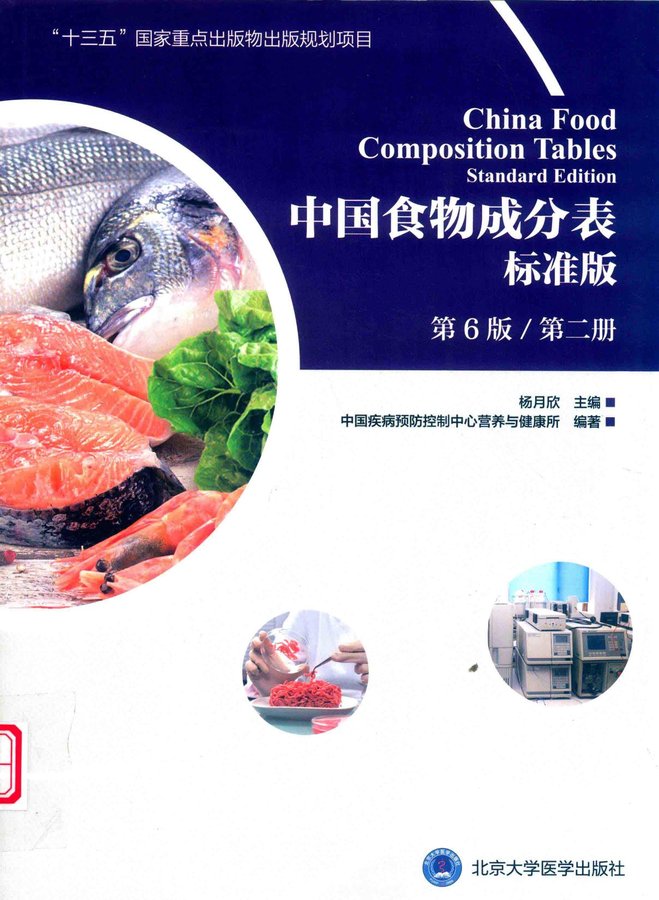 “十三五”国家重点出版物出版规划项目
China Food
Composition Tables
Standard Edition
中国食物成分表
标准版
第6版/第二册
杨月欣 主编
中国疾病预防控制中心营养与健康所 编著
北京大学医学出版社